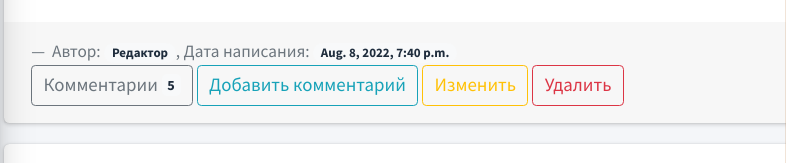 — Автор: Редактор , Дата написания: Aug. 8, 2022, 7:40 p.m.
Комментарии 5 Добавить комментарий Изменить Удалить